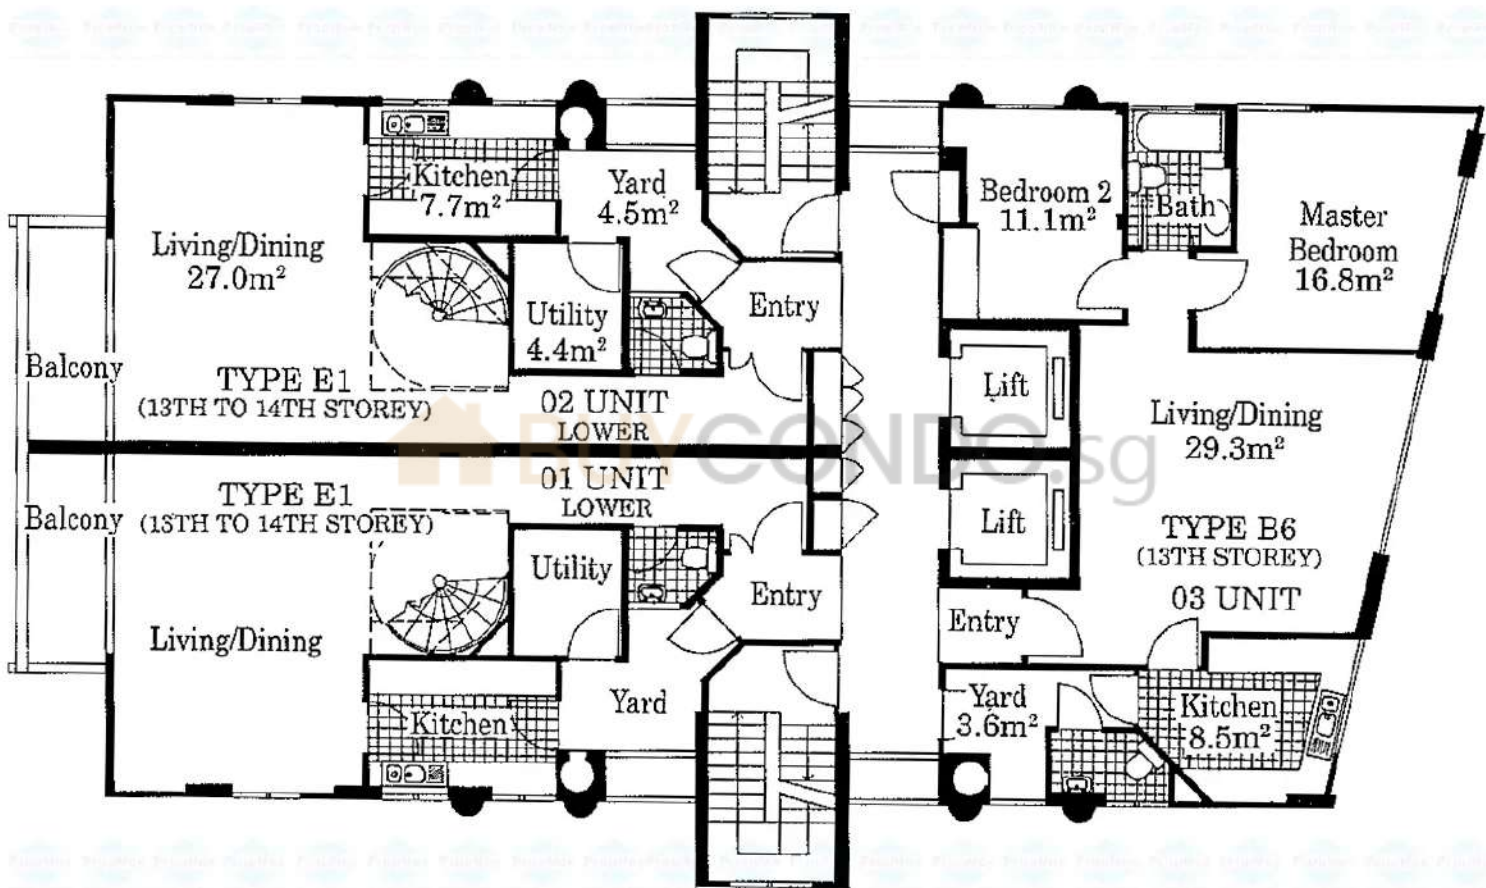 Kitchen
7.7m²
Yard
4.5m²
Living/Dining
27.0m²
Utility
4.4m²
Entry
Balcony
TYPE E1
(13TH TO 14TH STOREY)
02 UNIT
LOWER
Bedroom 2
11.1m²
Bath
Master
Bedroom
16.8m²
Lift
Living/Dining
29.3m²
BUYCONDO.sg
01 UNIT
LOWER
TYPE E1
(13TH TO 14TH STOREY)
Balcony
Utility
Entry
Living/Dining
Kitchen
Yard
Lift
TYPE B6
(13TH STOREY)
03 UNIT
Entry
Yard
3.6m²
Kitchen
8.5m²